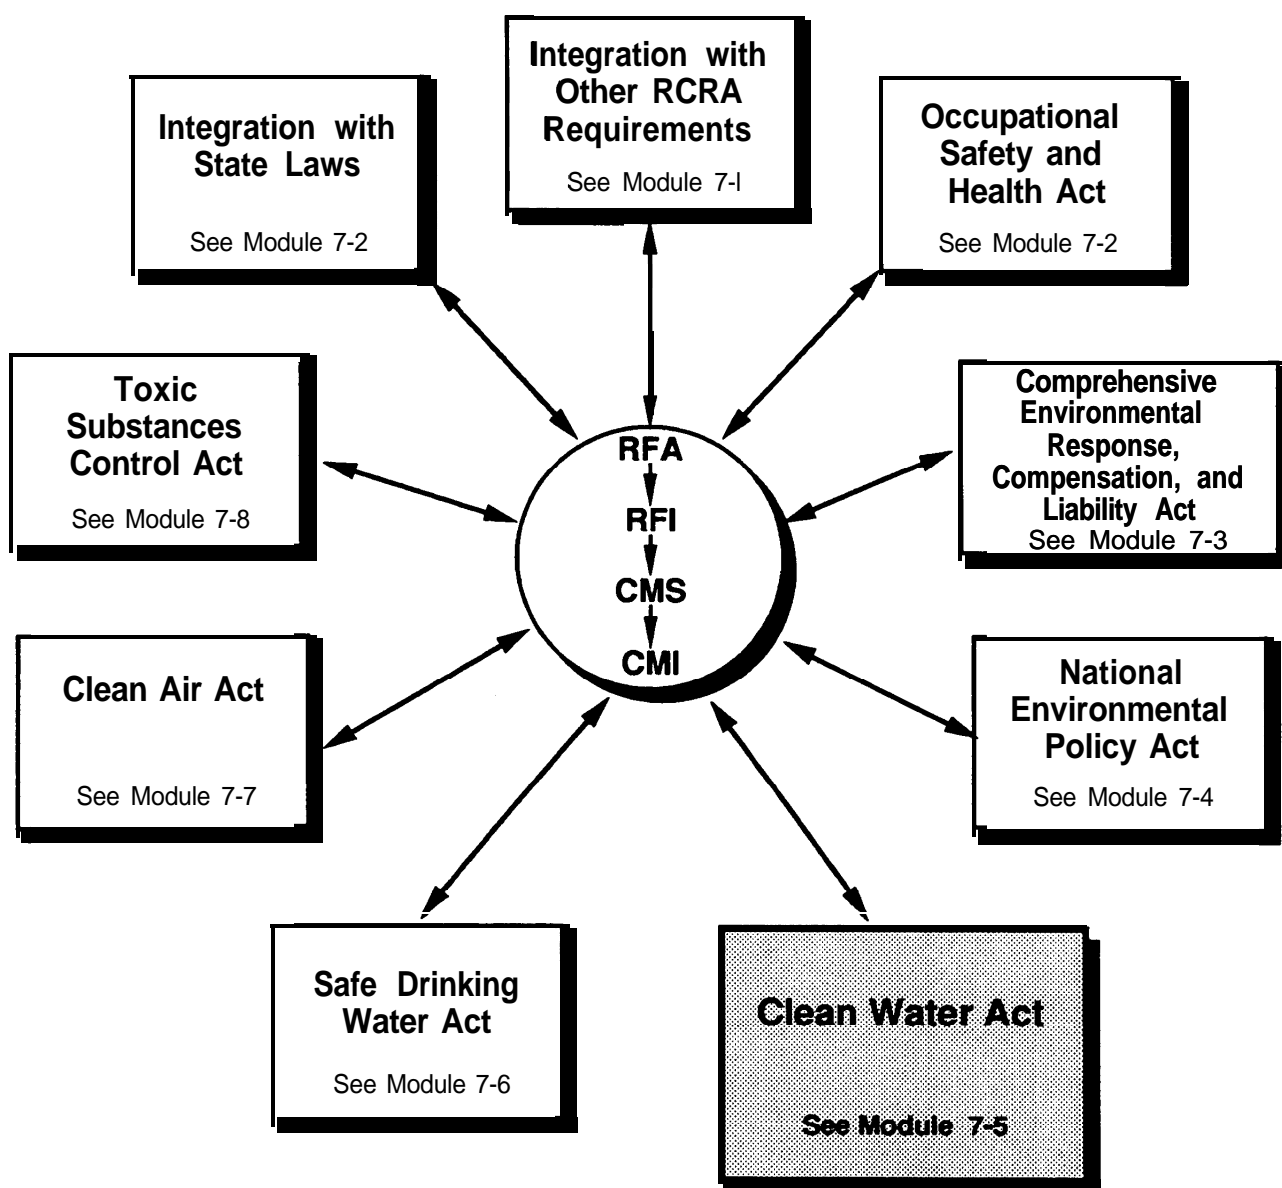 Integration with
Other RCRA
Requirements
See Module 7-l
Integration with
State Laws
See Module 7-2
Occupational
Safety and
Health Act
See Module 7-2
Toxic
Substances
Control Act
See Module 7-8
Comprehensive
Environmental
Response,
Compensation, and
Liability Act
See Module 7-3
RFA
RFI
CMS
CMI
Clean Air Act
See Module 7-7
National
Environmental
Policy Act
See Module 7-4
Safe Drinking
Water Act
See Module 7-6
Clean Water Act
See Module 7-5